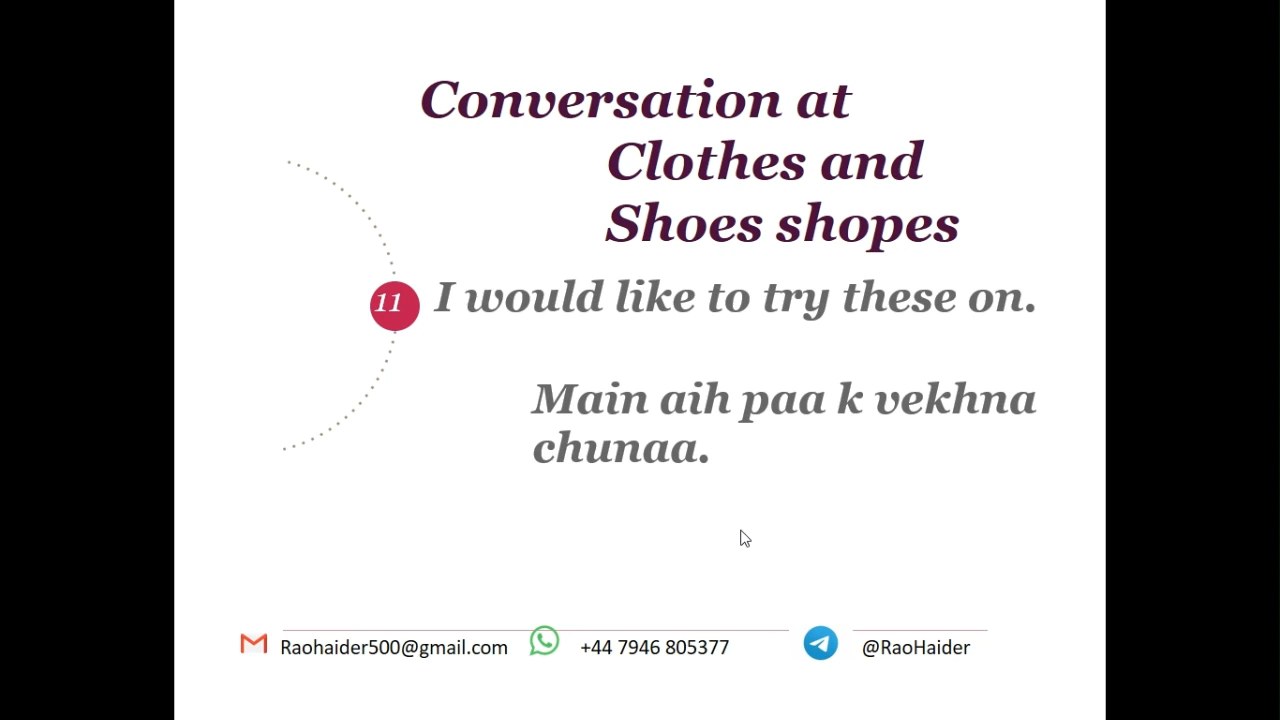 Conversation at
Clothes and
Shoes shopes
11 I would like to try these on.
Main aih paa k vekhna
chunaa.
Raohaider500@gmail.com +44 7946 805377 @RaoHaider